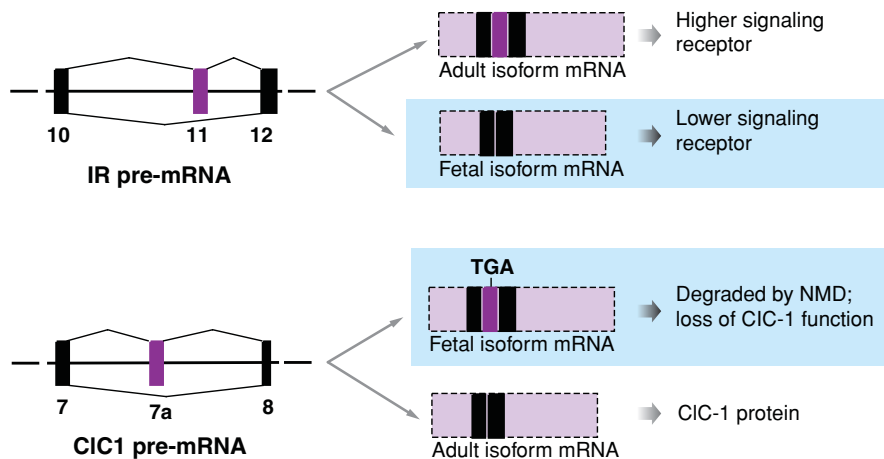 Higher signaling
receptor
Adult isoform mRNA
10
11
12
Lower signaling
receptor
IR pre-mRNA
Fetal isoform mRNA
TGA
Degraded by NMD;
loss of ClC-1 function
Fetal isoform mRNA
7
7a
8
ClC-1 protein
ClC1 pre-mRNA
Adult isoform mRNA